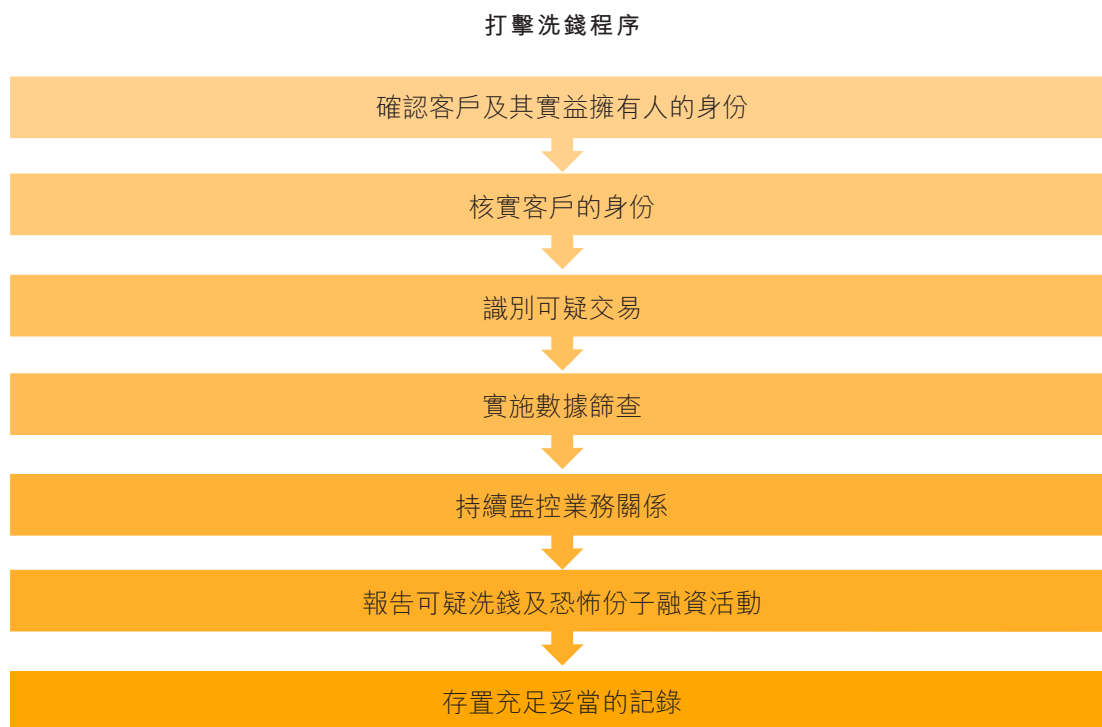 打擊洗錢程序
確認客戶及其實益擁有人的身份
核實客戶的身份
識別可疑交易
實施數據篩查
持續監控業務關係
報告可疑洗錢及恐怖份子融資活動
存置充足妥當的記錄